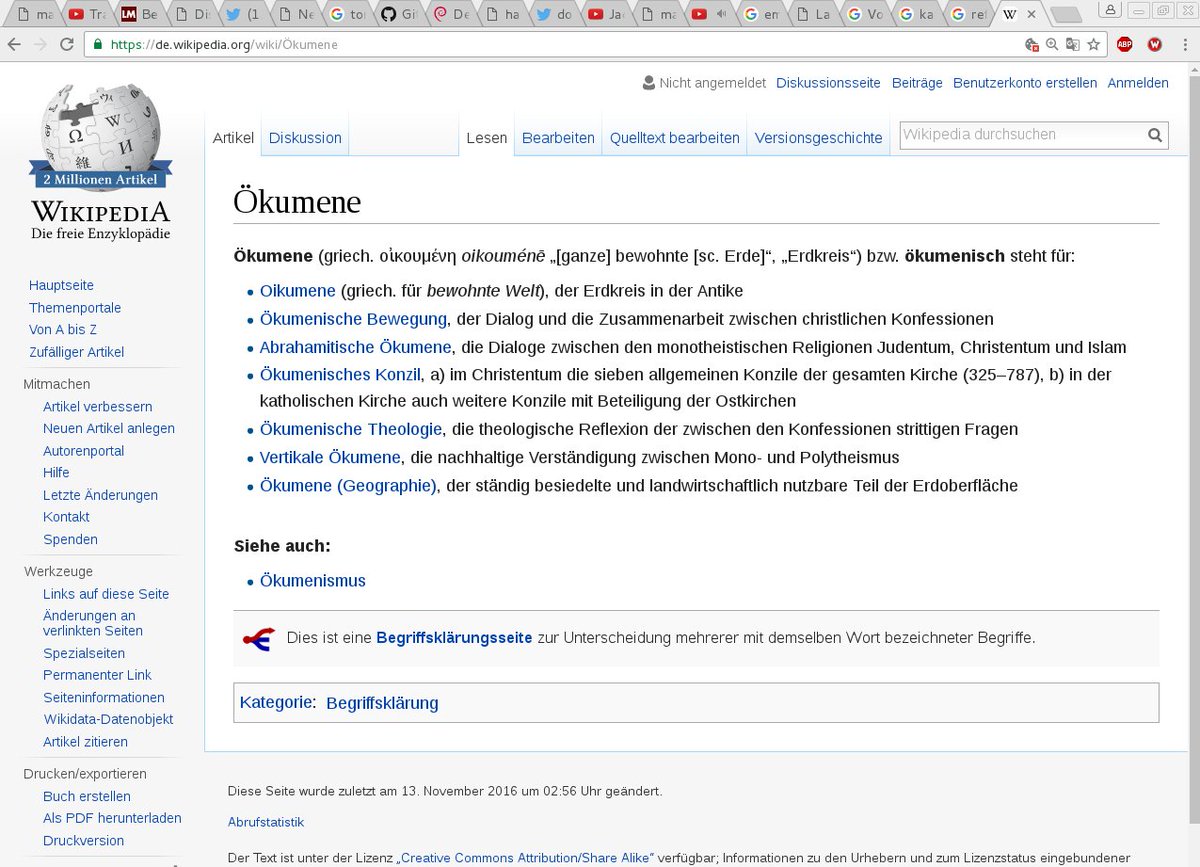 ma
Tra
Be
Di
(1
Ne
to
Git
De
ha
do
Ja
ma
en
La
Vo
ka
ref
https://de.wikipedia.org/wiki/Ökumene
ABP
W
Nicht angemeldet Diskussionsseite Beiträge Benutzerkonto erstellen Anmelden
Artikel Diskussion Lesen Bearbeiten Quelltext bearbeiten Versionsgeschichte Wikipedia durchsuchen
2 Millionen Artikel
WIKIPEDIA
Die freie Enzyklopädie
Hauptseite
Themenportale
Von A bis Z
Zufälliger Artikel
Mitmachen
Artikel verbessern
Neuen Artikel anlegen
Autorenportal
Hilfe
Letzte Änderungen
Kontakt
Spenden
Werkzeuge
Links auf diese Seite
Änderungen an
verlinkten Seiten
Spezialseiten
Permanenter Link
Seiteninformationen
Wikidata-Datenobjekt
Artikel zitieren
Drucken/exportieren
Buch erstellen
Als PDF herunterladen
Druckversion
Ökumene
Ökumene (griech. οἰκουμένη oikouménē „[ganze] bewohnte [sc. Erde]“, „Erdkreis“) bzw. ökumenisch steht für:
• Oikumene (griech. für bewohnte Welt), der Erdkreis in der Antike
• Ökumenische Bewegung, der Dialog und die Zusammenarbeit zwischen christlichen Konfessionen
• Abrahamitische Ökumene, die Dialoge zwischen den monotheistischen Religionen Judentum, Christentum und Islam
• Ökumenisches Konzil, a) im Christentum die sieben allgemeinen Konzile der gesamten Kirche (325–787), b) in der
katholischen Kirche auch weitere Konzile mit Beteiligung der Ostkirchen
• Ökumenische Theologie, die theologische Reflexion der zwischen den Konfessionen strittigen Fragen
• Vertikale Ökumene, die nachhaltige Verständigung zwischen Mono- und Polytheismus
• Ökumene (Geographie), der ständig besiedelte und landwirtschaftlich nutzbare Teil der Erdoberfläche
Siehe auch:
• Ökumenismus
Dies ist eine Begriffsklärungsseite zur Unterscheidung mehrerer mit demselben Wort bezeichneter Begriffe.
Kategorie: Begriffsklärung
Diese Seite wurde zuletzt am 13. November 2016 um 02:56 Uhr geändert.
Abrufstatistik
Der Text ist unter der Lizenz „Creative Commons Attribution/Share Alike“ verfügbar; Informationen zu den Urhebern und zum Lizenzstatus eingebundener